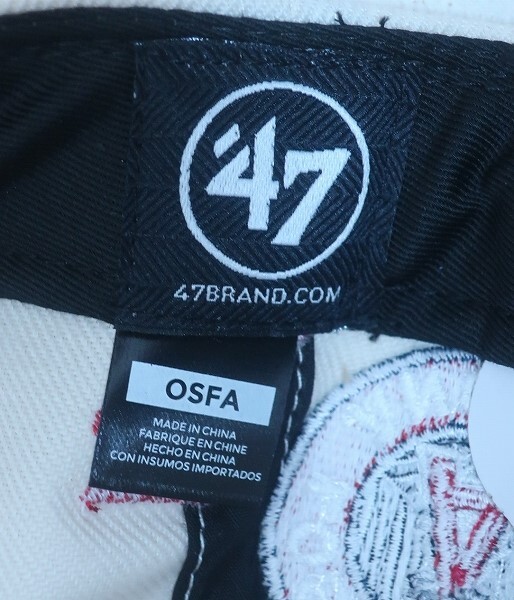 '47
47BRAND.COM
OSFA
MADE IN CHINA
FABRIQUE EN CHINE
HECHO EN CHINA
CON INSUMOS IMPORTADOS